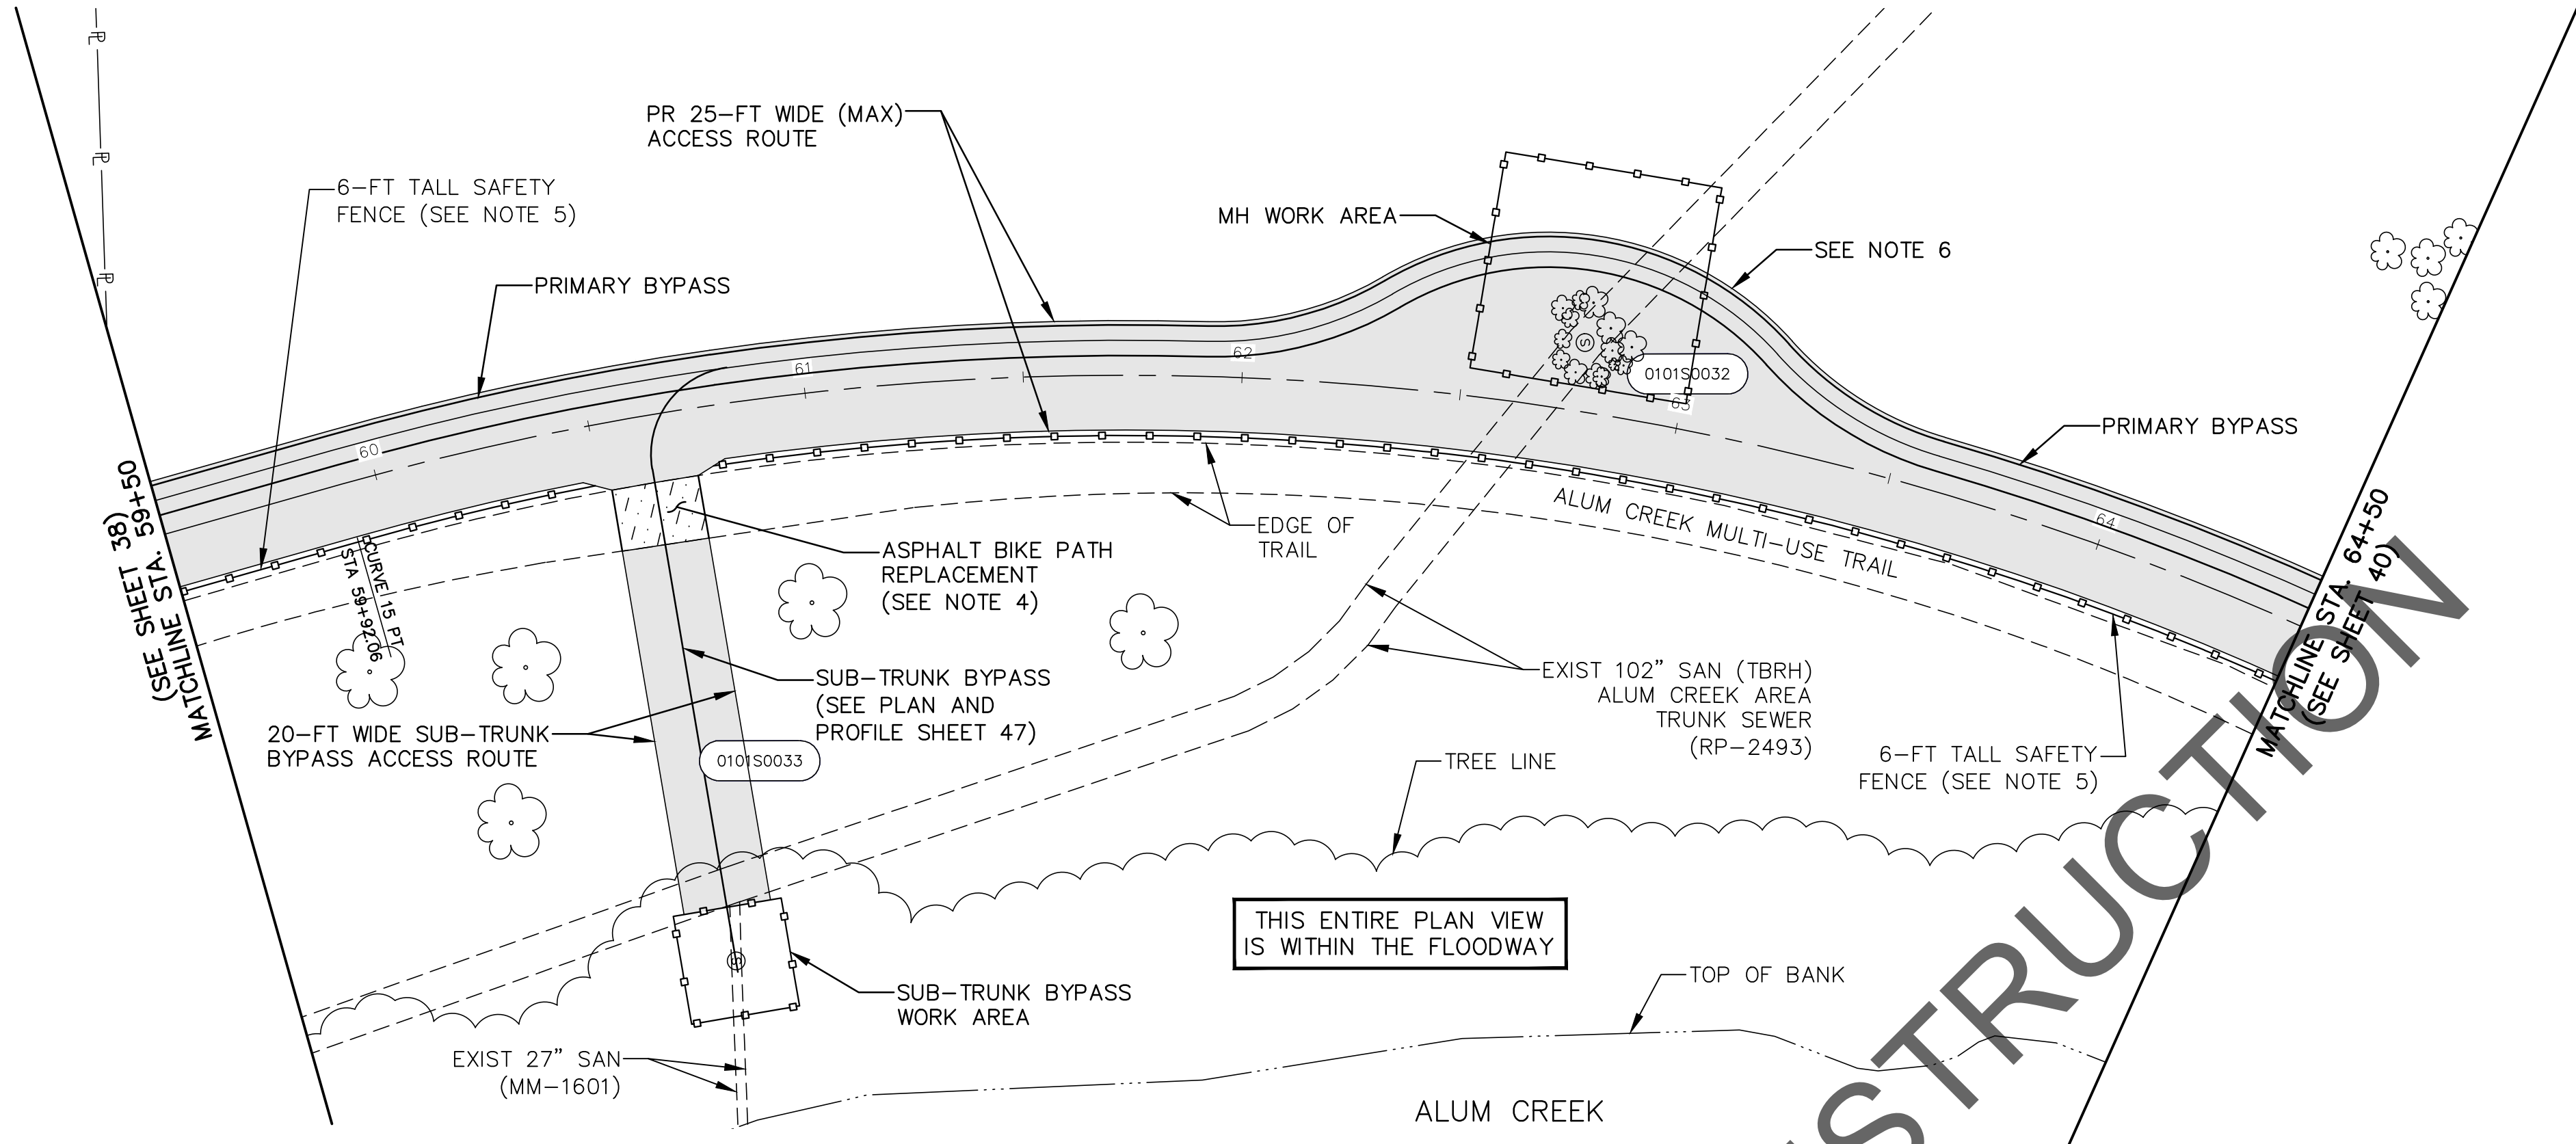 PR 25-FT WIDE (MAX)
ACCESS ROUTE
6-FT TALL SAFETY
FENCE (SEE NOTE 5)
MH WORK AREA
SEE NOTE 6
PRIMARY BYPASS
62
61
0101S0032
63
PRIMARY BYPASS
60
MATCHLINE STA. 59+50
(SEE SHEET 38)
CURVE 15 PT
STA 59+92.06
ALUM CREEK MULTI-USE TRAIL
64
MATCHLINE STA. 64+50
(SEE SHEET 40)
EDGE OF
TRAIL
ASPHALT BIKE PATH
REPLACEMENT
(SEE NOTE 4)
SUB-TRUNK BYPASS
(SEE PLAN AND
PROFILE SHEET 47)
20-FT WIDE SUB-TRUNK
BYPASS ACCESS ROUTE
0101S0033
EXIST 102" SAN (TBRH)
ALUM CREEK AREA
TRUNK SEWER
(RP-2493)
TREE LINE
6-FT TALL SAFETY
FENCE (SEE NOTE 5)
THIS ENTIRE PLAN VIEW
IS WITHIN THE FLOODWAY
TOP OF BANK
SUB-TRUNK BYPASS
WORK AREA
EXIST 27" SAN
(MM-1601)
ALUM CREEK
PL
PL
PL
S
S
STRUCTION